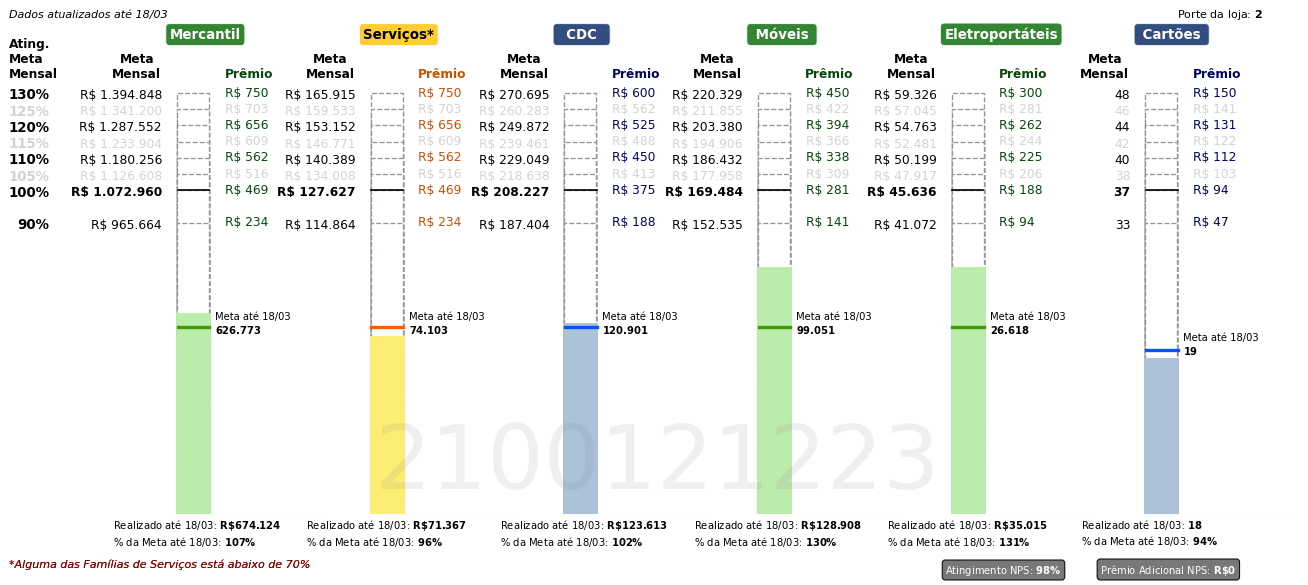 Dados atualizados até 18/03 Porte da loja: 2
Mercantil Serviços* CDC Móveis Eletroportáteis Cartões
Ating. Meta Mensal Meta Mensal Prêmio Meta Mensal Prêmio Meta Mensal Prêmio Meta Mensal Prêmio Meta Mensal Prêmio Meta Mensal Prêmio
130% R$ 1.394.848 R$ 750 R$ 165.915 R$ 750 R$ 270.695 R$ 600 R$ 220.329 R$ 450 R$ 59.326 R$ 300 48 R$ 150
125% R$ 1.341.200 R$ 703 R$ 159.533 R$ 703 R$ 260.283 R$ 562 R$ 211.855 R$ 422 R$ 57.045 R$ 281 46 R$ 141
120% R$ 1.287.552 R$ 656 R$ 153.152 R$ 656 R$ 249.872 R$ 525 R$ 203.380 R$ 394 R$ 54.763 R$ 262 44 R$ 131
115% R$ 1.233.904 R$ 609 R$ 146.771 R$ 609 R$ 239.461 R$ 488 R$ 194.906 R$ 366 R$ 52.481 R$ 244 42 R$ 122
110% R$ 1.180.256 R$ 562 R$ 140.389 R$ 562 R$ 229.049 R$ 450 R$ 186.432 R$ 338 R$ 50.199 R$ 225 40 R$ 112
105% R$ 1.126.608 R$ 516 R$ 134.008 R$ 516 R$ 218.638 R$ 413 R$ 177.958 R$ 309 R$ 47.917 R$ 206 38 R$ 103
100% R$ 1.072.960 R$ 469 R$ 127.627 R$ 469 R$ 208.227 R$ 375 R$ 169.484 R$ 281 R$ 45.636 R$ 188 37 R$ 94
90% R$ 965.664 R$ 234 R$ 114.864 R$ 234 R$ 187.404 R$ 188 R$ 152.535 R$ 141 R$ 41.072 R$ 94 33 R$ 47
Meta até 18/03 Meta até 18/03 Meta até 18/03 Meta até 18/03 Meta até 18/03
626.773 74.103 120.901 99.051 26.618
Meta até 18/03
19
2100121223
Realizado até 18/03: R$674.124 Realizado até 18/03: R$71.367 Realizado até 18/03: R$123.613 Realizado até 18/03: R$128.908 Realizado até 18/03: R$35.015 Realizado até 18/03: 18
% da Meta até 18/03: 107% % da Meta até 18/03: 96% % da Meta até 18/03: 102% % da Meta até 18/03: 130% % da Meta até 18/03: 131% % da Meta até 18/03: 94%
*Alguma das Famílias de Serviços está abaixo de 70% Atingimento NPS: 98% Prêmio Adicional NPS: R$0